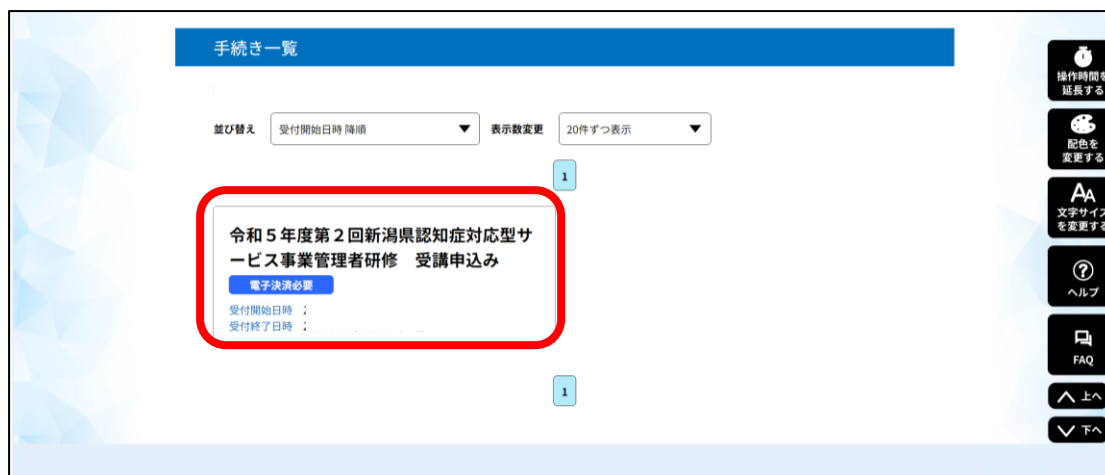 手続き一覧
並び替え 受付開始日時 降順 表示数変更 20件ずつ表示
1
令和５年度第２回新潟県認知症対応型サ
ービス事業管理者研修　受講申込み
電子決済必要
受付開始日時
受付終了日時
1
操作時間を
延長する
配色を
変更する
文字サイズ
を変更する
ヘルプ
FAQ
上へ
下へ